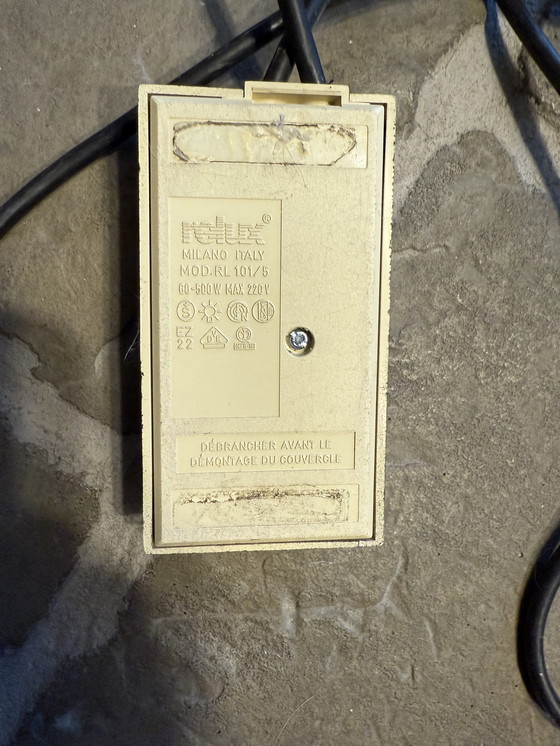 relux®
MILANO ITALY
MOD. RL 101/5
60-500W MAX 220V
S
EZ
22
DÉBRANCHER AVANT LE
DÉMONTAGE DU COUVERCLE